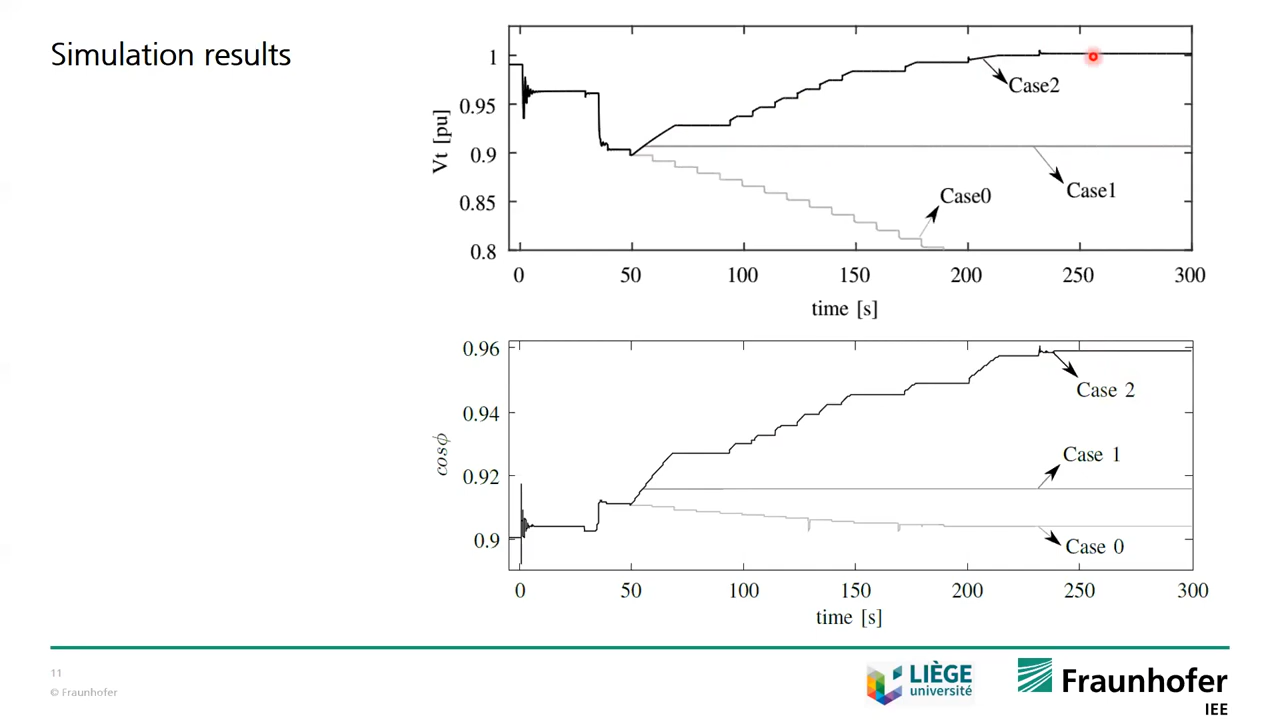 Simulation results
Vt [pu]
1
0.95
0.9
0.85
0.8
Case2
Case1
Case0
0 50 100 150 200 250 300
time [s]
cosϕ
0.96
0.94
0.92
0.9
Case 2
Case 1
Case 0
0 50 100 150 200 250 300
time [s]
11
© Fraunhofer
LIÈGE
université
Fraunhofer
IEE